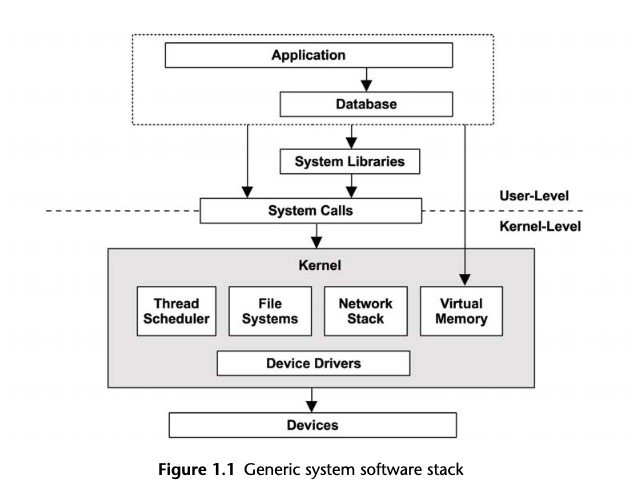 Application
Database
System Libraries
System Calls
User-Level
Kernel-Level
Kernel
Thread
Scheduler
File
Systems
Network
Stack
Virtual
Memory
Device Drivers
Devices
Figure 1.1 Generic system software stack